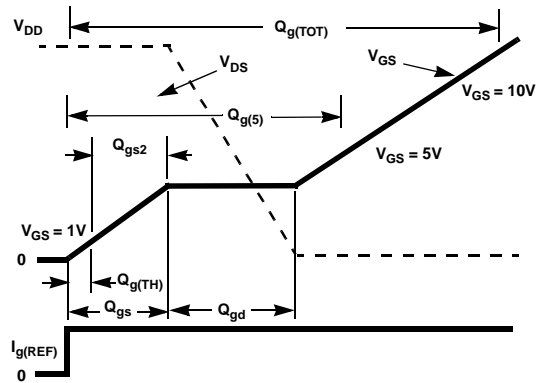 V_DD
Q_g(TOT)
V_DS
V_GS
V_GS = 10V
Q_g(5)
Q_gs2
V_GS = 5V
V_GS = 1V
0
Q_g(TH)
Q_gs
Q_gd
I_g(REF)
0